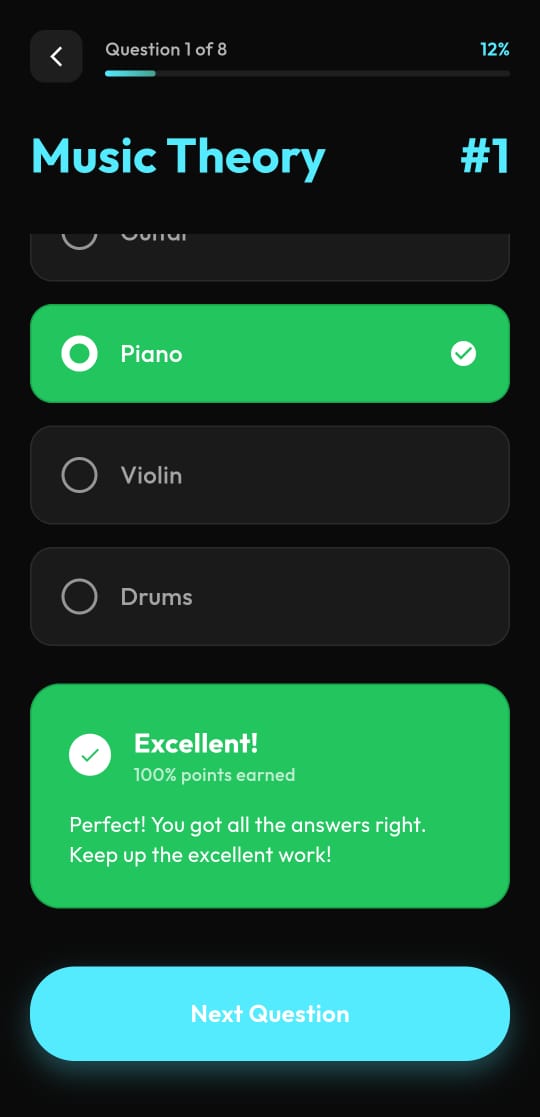 Question 1 of 8
12%
Music Theory
#1
Piano
Violin
Drums
Excellent!
100% points earned
Perfect! You got all the answers right.
Keep up the excellent work!
Next Question